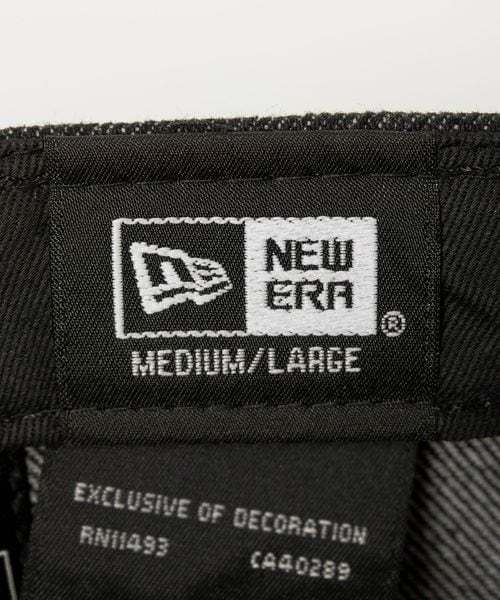 NEW
ERA
®
MEDIUM/LARGE
EXCLUSIVE OF DECORATION
RN11493 CA40289